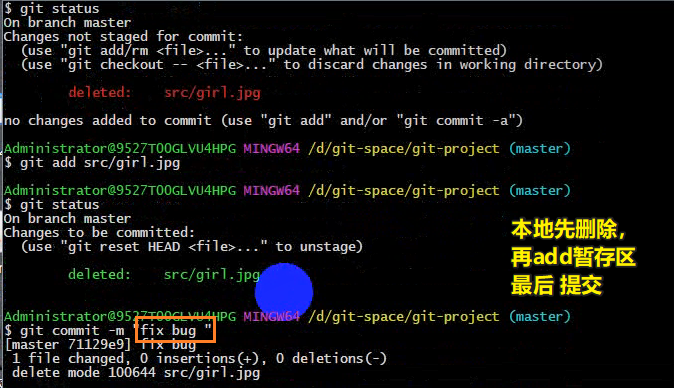 $ git status
On branch master
Changes not staged for commit:
  (use "git add/rm <file>..." to update what will be committed)
  (use "git checkout -- <file>..." to discard changes in working directory)
        deleted:    src/girl.jpg
no changes added to commit (use "git add" and/or "git commit -a")
Administrator@9527TOOGLVU4HPG MINGW64 /d/git-space/git-project (master)
$ git add src/girl.jpg
Administrator@9527TOOGLVU4HPG MINGW64 /d/git-space/git-project (master)
$ git status
On branch master
Changes to be committed:
  (use "git reset HEAD <file>..." to unstage)
        deleted:    src/girl.jpg
本地先删除，
再add暂存区
最后 提交
Administrator@9527TOOGLVU4HPG MINGW64 /d/git-space/git-project (master)
$ git commit -m "fix bug "
[master 71129e9] fix bug
 1 file changed, 0 insertions(+), 0 deletions(-)
 delete mode 100644 src/girl.jpg